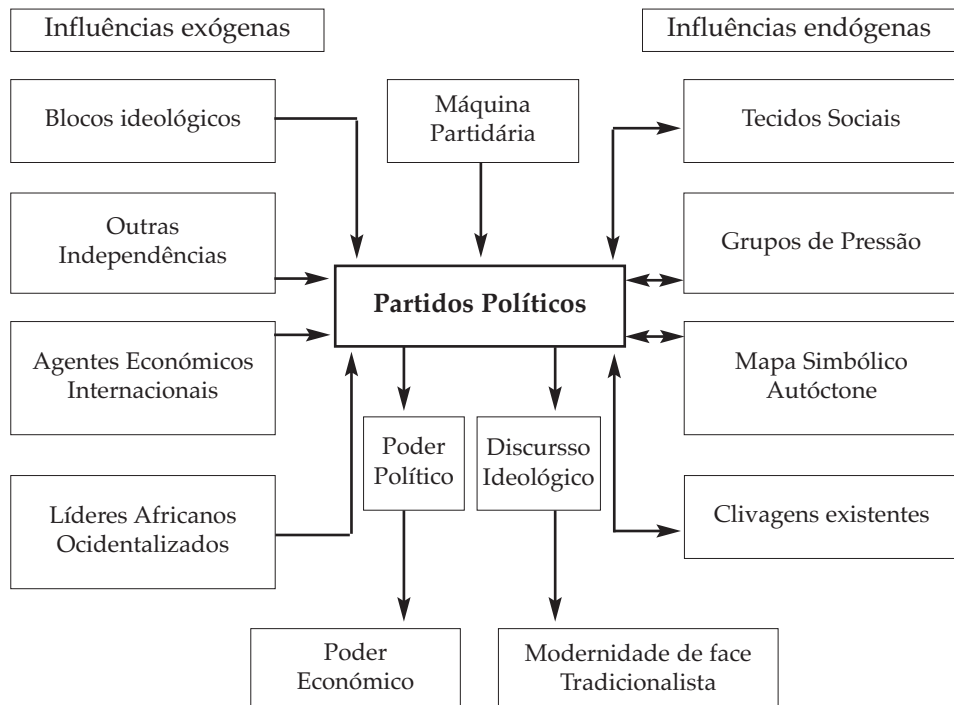 Influências exógenas
Influências endógenas
Blocos ideológicos
Máquina
Partidária
Tecidos Sociais
Outras
Independências
Grupos de Pressão
Partidos Políticos
Agentes Económicos
Internacionais
Mapa Simbólico
Autóctone
Poder
Político
Discursso
Ideológico
Líderes Africanos
Ocidentalizados
Clivagens existentes
Poder
Económico
Modernidade de face
Tradicionalista